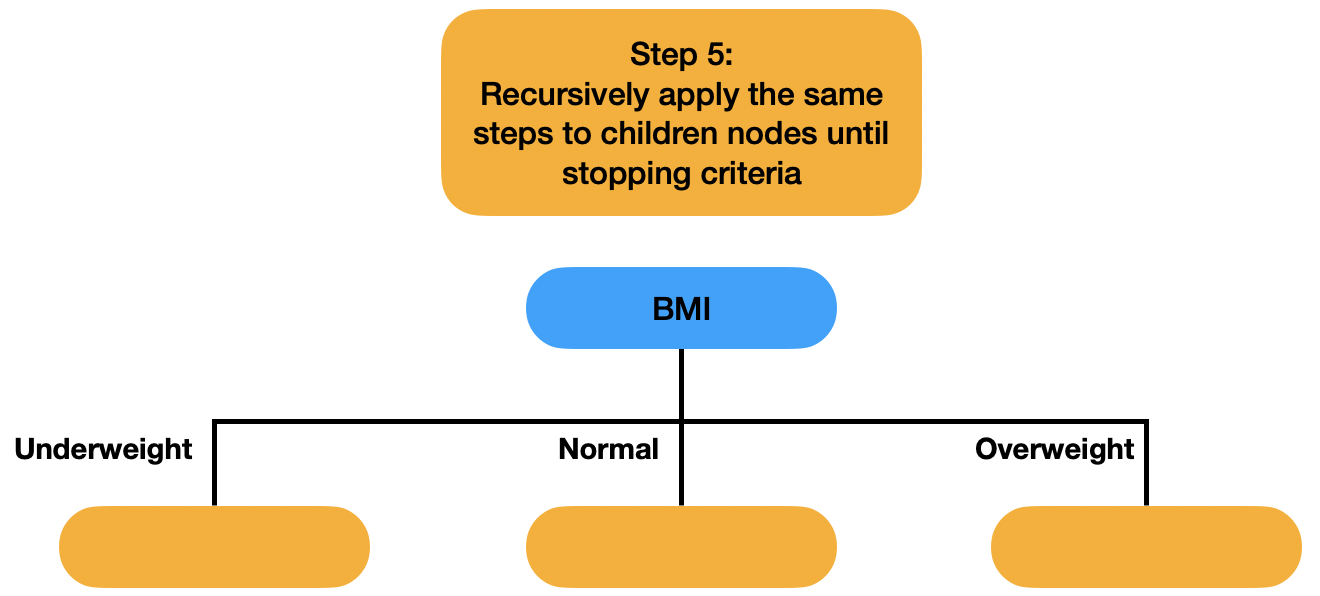 Step 5:
Recursively apply the same
steps to children nodes until
stopping criteria
BMI
Underweight
Normal
Overweight